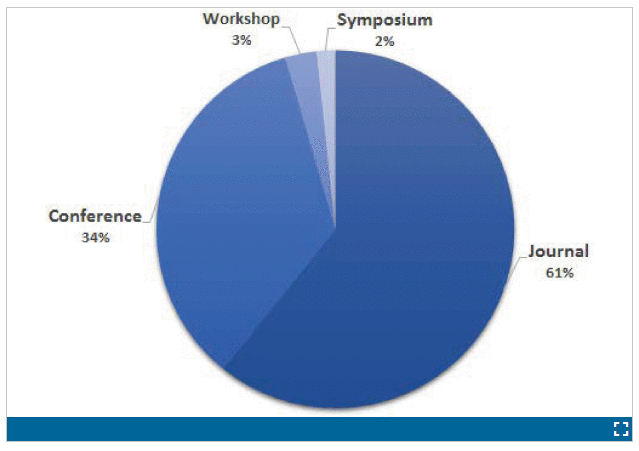 Workshop
3%
Symposium
2%
Conference
34%
Journal
61%